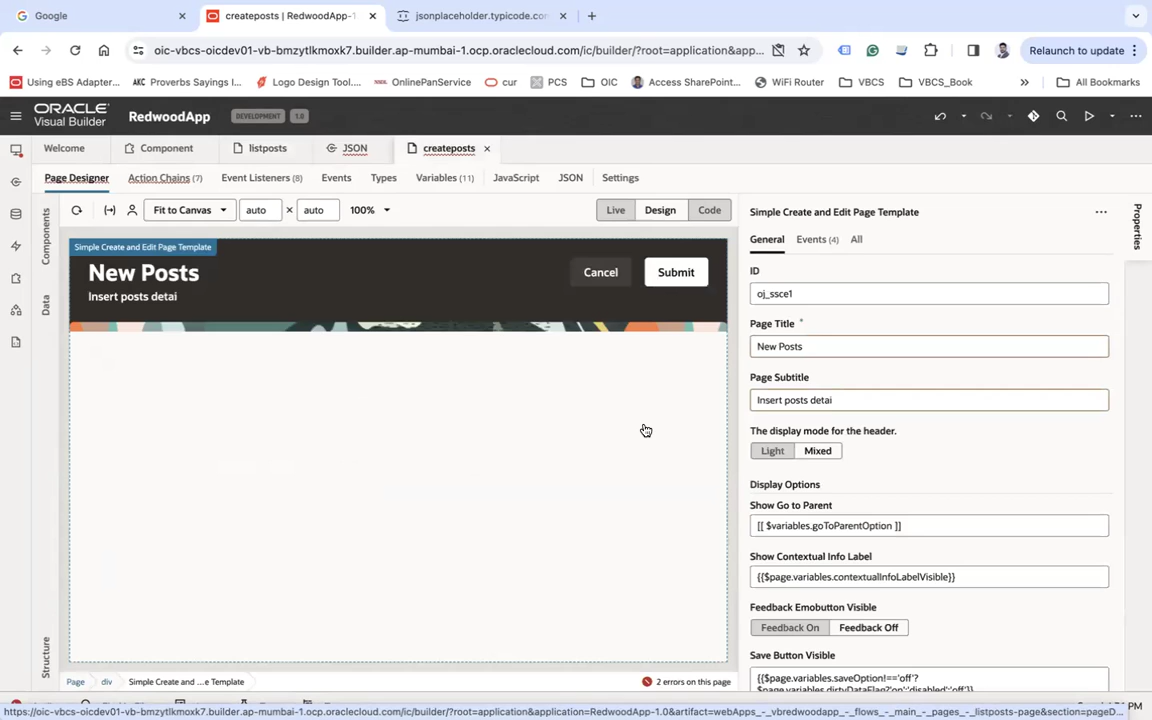 Google
createposts | RedwoodApp-1
jsonplaceholder.typicode.com/
oic-vbcs-oicdev01-vb-bmzytlkmoxk7.builder.ap-mumbai-1.ocp.oraclecloud.com/ic/builder/?root=application&app...
Relaunch to update
Using eBS Adapter...
Proverbs Sayings I...
Logo Design Tool....
OnlinePanService
cur
PCS
OIC
Access SharePoint...
WiFi Router
VBCS
VBCS_Book
All Bookmarks
ORACLE
Visual Builder
RedwoodApp
DEVELOPMENT
1.0
Welcome
Component
listposts
JSON
createposts
Page Designer
Action Chains (7)
Event Listeners (8)
Events
Types
Variables (11)
JavaScript
JSON
Settings
Fit to Canvas
auto × auto
100%
Live
Design
Code
Components
Data
Structure
Simple Create and Edit Page Template
New Posts
Insert posts detai
Cancel
Submit
Page
div
Simple Create and ...e Template
2 errors on this page
Simple Create and Edit Page Template
Properties
General
Events (4)
All
ID
oj_ssce1
Page Title *
New Posts
Page Subtitle
Insert posts detai
The display mode for the header.
Light
Mixed
Display Options
Show Go to Parent
[[ $variables.goToParentOption ]]
Show Contextual Info Label
{{$page.variables.contextualInfoLabelVisible}}
Feedback Emobutton Visible
Feedback On
Feedback Off
Save Button Visible
{{$page.variables.saveOption!=='off'?
$page.variables.dirtyDataFlag?'on':'disabled':'off'}}
https://oic-vbcs-oicdev01-vb-bmzytlkmoxk7.builder.ap-mumbai-1.ocp.oraclecloud.com/ic/builder/?root=application&application=RedwoodApp-1.0&artifact=webApps_-_vbredwoodapp_-_flows_-_main_-_pages_-_listposts-page&section=pageD...